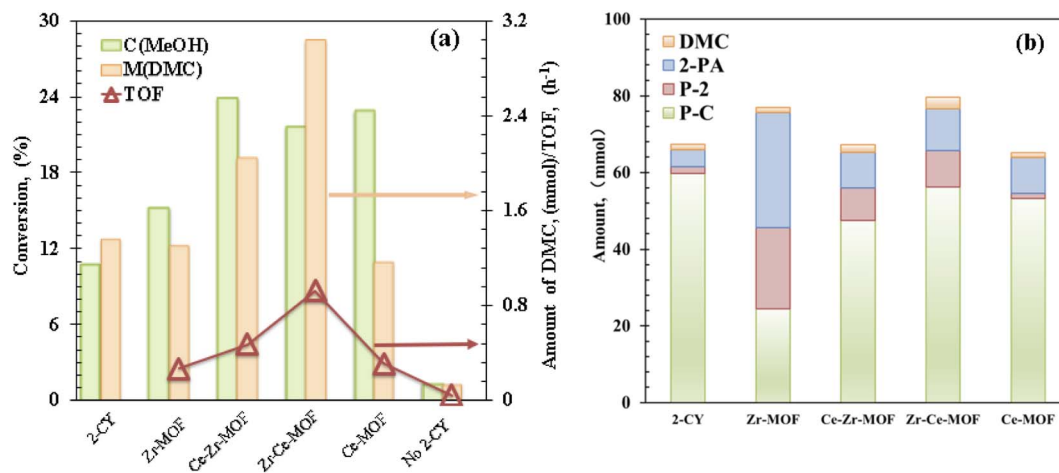 (a)
C(MeOH)
M(DMC)
TOF
Conversion, (%)
30
24
18
12
6
0
3.2
2.4
1.6
0.8
0
Amount of DMC, (mmol)/TOF, (h-1)
2-CY
Zr-MOF
Ce-Zr-MOF
Zr-Ce-MOF
Ce-MOF
No 2-CY
(b)
DMC
2-PA
P-2
P-C
Amount, (mmol)
100
80
60
40
20
0
2-CY
Zr-MOF
Ce-Zr-MOF
Zr-Ce-MOF
Ce-MOF